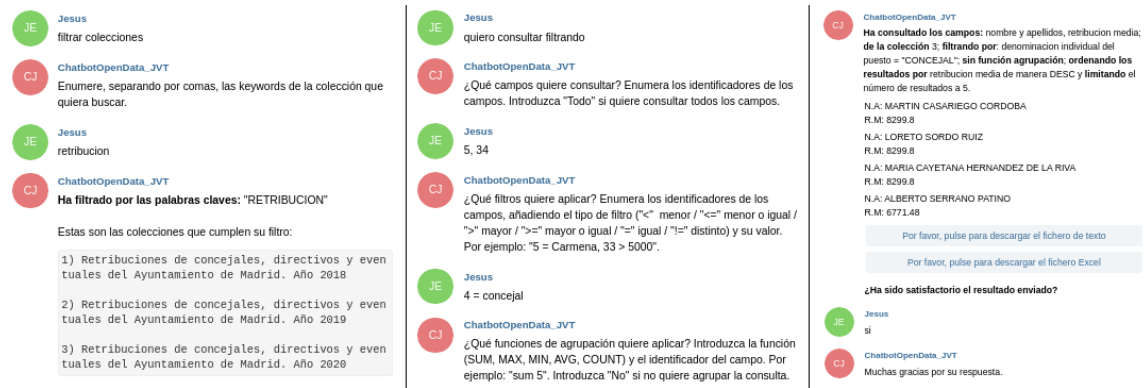 JE
Jesus
filtrar colecciones
CJ
ChatbotOpenData_JVT
Enumere, separando por comas, las keywords de la colección que
quiera buscar.
JE
Jesus
retribucion
CJ
ChatbotOpenData_JVT
Ha filtrado por las palabras claves: "RETRIBUCION"
Estas son las colecciones que cumplen su filtro:
1) Retribuciones de concejales, directivos y even
tuales del Ayuntamiento de Madrid. Año 2018
2) Retribuciones de concejales, directivos y even
tuales del Ayuntamiento de Madrid. Año 2019
3) Retribuciones de concejales, directivos y even
tuales del Ayuntamiento de Madrid. Año 2020
JE
Jesus
quiero consultar filtrando
CJ
ChatbotOpenData_JVT
¿Qué campos quiere consultar? Enumera los identificadores de los
campos. Introduzca "Todo" si quiere consultar todos los campos.
JE
Jesus
5, 34
CJ
ChatbotOpenData_JVT
¿Qué filtros quiere aplicar? Enumera los identificadores de los
campos, añadiendo el tipo de filtro ("<" menor / "<=" menor o igual /
">" mayor / ">=" mayor o igual / "=" igual / "!=" distinto) y su valor.
Por ejemplo: "5 = Carmena, 33 > 5000".
JE
Jesus
4 = concejal
CJ
ChatbotOpenData_JVT
¿Qué funciones de agrupación quiere aplicar? Introduzca la función
(SUM, MAX, MIN, AVG, COUNT) y el identificador del campo. Por
ejemplo: "sum 5". Introduzca "No" si no quiere agrupar la consulta.
CJ
ChatbotOpenData_JVT
Ha consultado los campos: nombre y apellidos, retribucion media;
de la colección 3; filtrando por: denominacion individual del
puesto = "CONCEJAL"; sin función agrupación; ordenando los
resultados por retribucion media de manera DESC y limitando el
número de resultados a 5.
N.A: MARTIN CASARIEGO CORDOBA
R.M: 8299.8
N.A: LORETO SORDO RUIZ
R.M: 8299.8
N.A: MARIA CAYETANA HERNANDEZ DE LA RIVA
R.M: 8299.8
N.A: ALBERTO SERRANO PATINO
R.M: 6771.48
Por favor, pulse para descargar el fichero de texto
Por favor, pulse para descargar el fichero Excel
¿Ha sido satisfactorio el resultado enviado?
JE
Jesus
si
CJ
ChatbotOpenData_JVT
Muchas gracias por su respuesta.